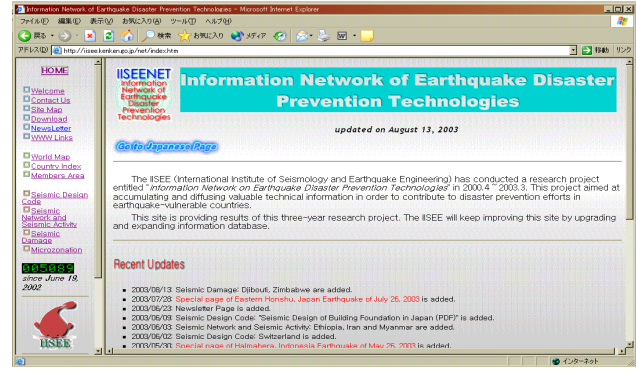 Information Network of Earthquake Disaster Prevention Technologies - Microsoft Internet Explorer
ファイル(F) 編集(E) 表示(V) お気に入り(A) ツール(T) ヘルプ(H)
戻る 検索 お気に入り メディア
アドレス(D) http://iisee.kenken.go.jp/net/index.htm 移動 リンク
HOME
Welcome
Contact Us
Site Map
Download
NewsLetter
WWW Links
World Map
Country Index
Members Area
Seismic Design
Code
Seismic
Network and
Seismic Activity
Seismic
Damage
Microzonation
005089
since June 19,
2002
IISEE
IISEENET
Information
Network of
Earthquake
Disaster
Prevention
Technologies
Information Network of Earthquake Disaster
Prevention Technologies
updated on August 13, 2003
Go to Japanese Page
The IISEE (International Institute of Seismology and Earthquake Engineering) has conducted a research project
entitled "Information Network on Earthquake Disaster Prevention Technologies" in 2000.4~2003.3. This project aimed at
accumulating and diffusing valuable technical information in order to contribute to disaster prevention efforts in
earthquake-vulnerable countries.
This site is providing results of this three-year research project. The IISEE will keep improving this site by upgrading
and expanding information database.
Recent Updates
2003/08/13: Seismic Damage: Djibouti, Zimbabwe are added.
2003/07/28: Special page of Eastern Honshu, Japan Earthquake of July 26, 2003 is added.
2003/06/23: Newsletter Page is added.
2003/06/09: Seismic Design Code: "Seismic Design of Building Foundation in Japan (PDF)" is added.
2003/06/03: Seismic Network and Seismic Activity: Ethiopia, Iran and Myanmar are added.
2003/06/02: Seismic Design Code: Switzerland is added.
2003/05/30: Special page of Halmahera, Indonesia Earthquake of May 26, 2003 is added.
インターネット